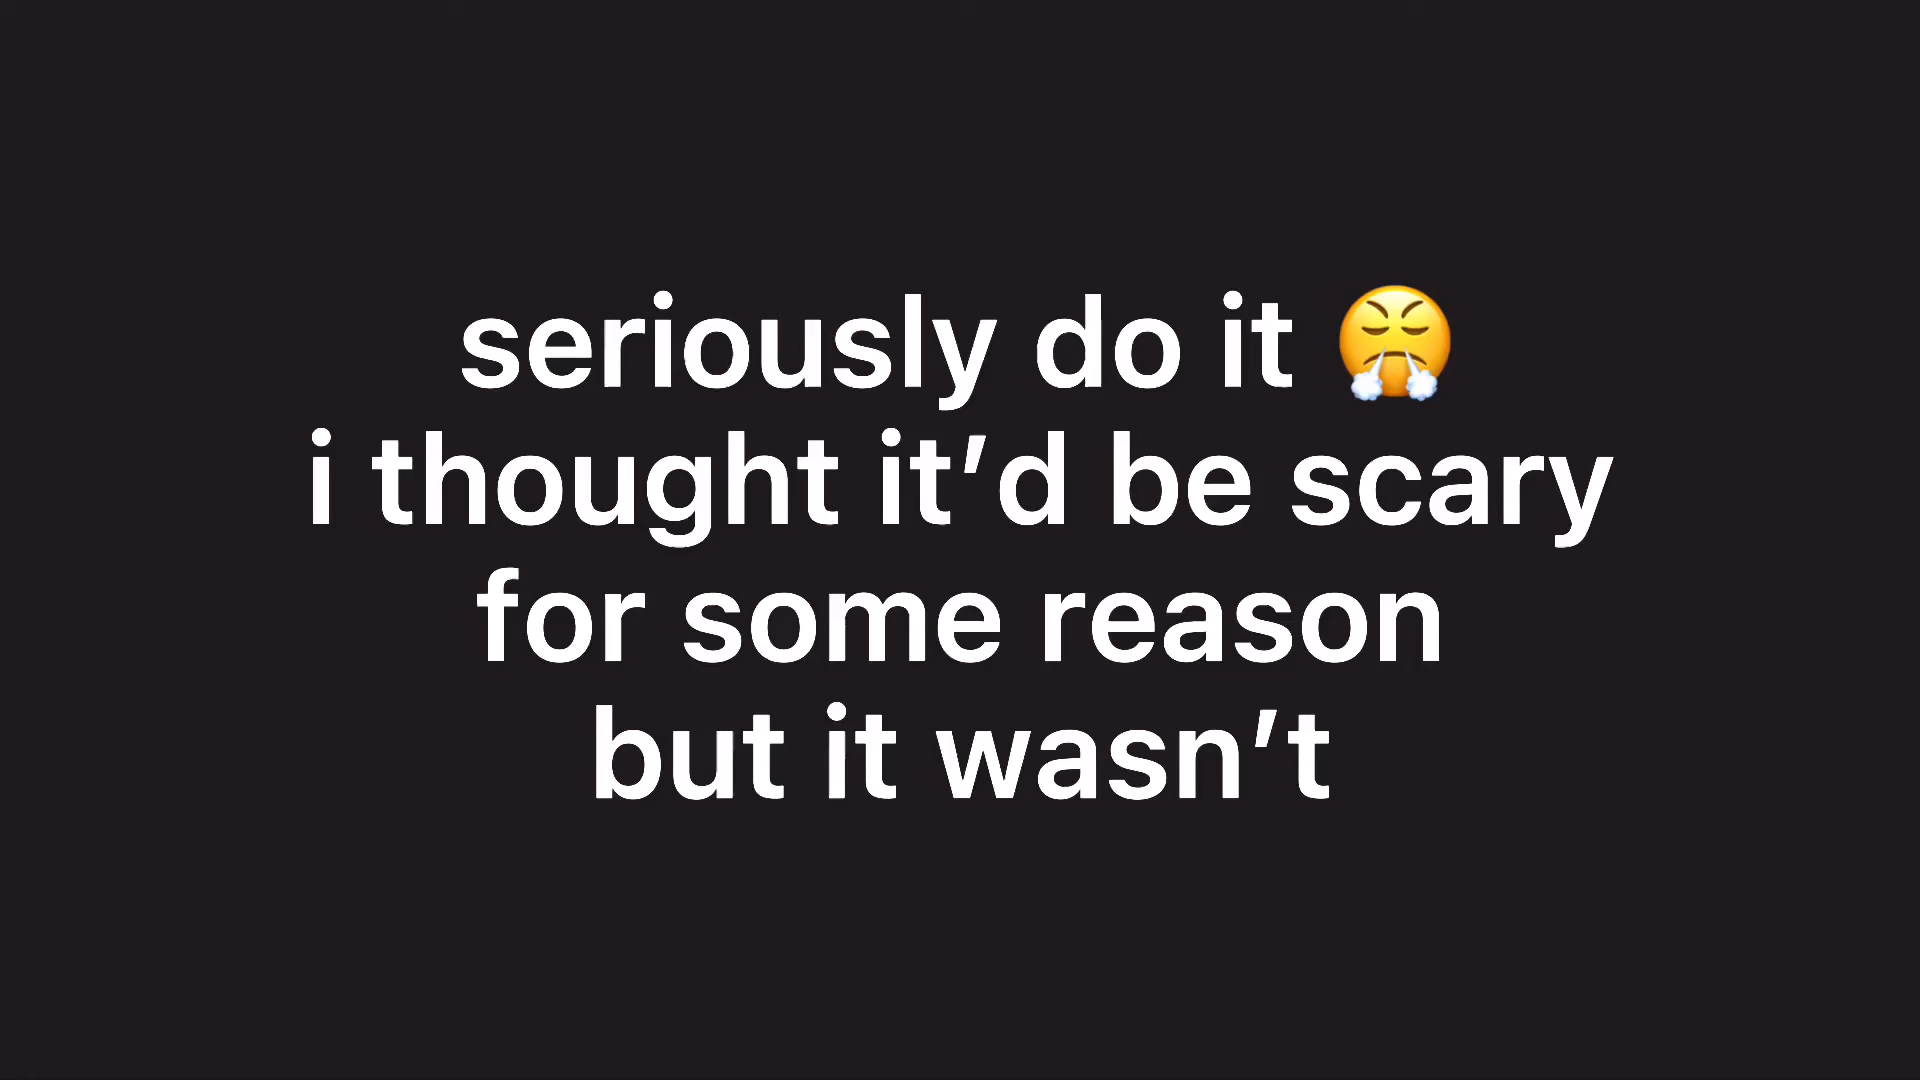 seriously do it 😤
i thought it’d be scary
for some reason
but it wasn’t